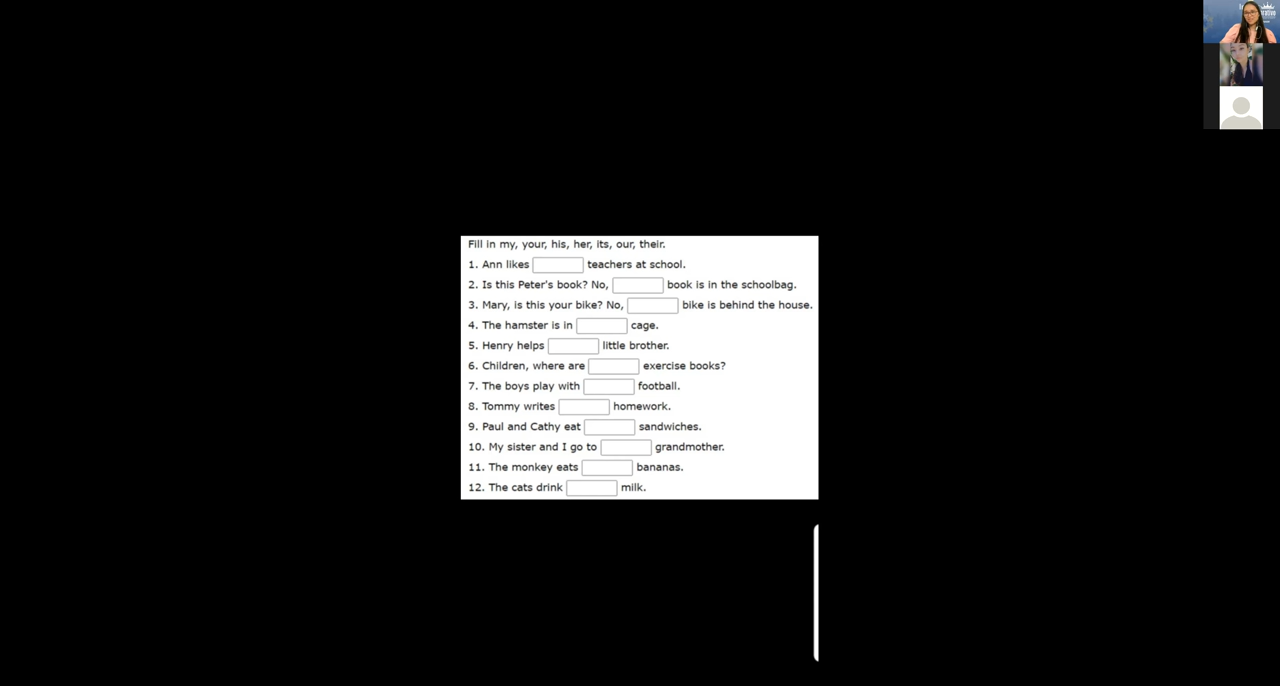 Fill in my, your, his, her, its, our, their.
1. Ann likes teachers at school.
2. Is this Peter's book? No, book is in the schoolbag.
3. Mary, is this your bike? No, bike is behind the house.
4. The hamster is in cage.
5. Henry helps little brother.
6. Children, where are exercise books?
7. The boys play with football.
8. Tommy writes homework.
9. Paul and Cathy eat sandwiches.
10. My sister and I go to grandmother.
11. The monkey eats bananas.
12. The cats drink milk.